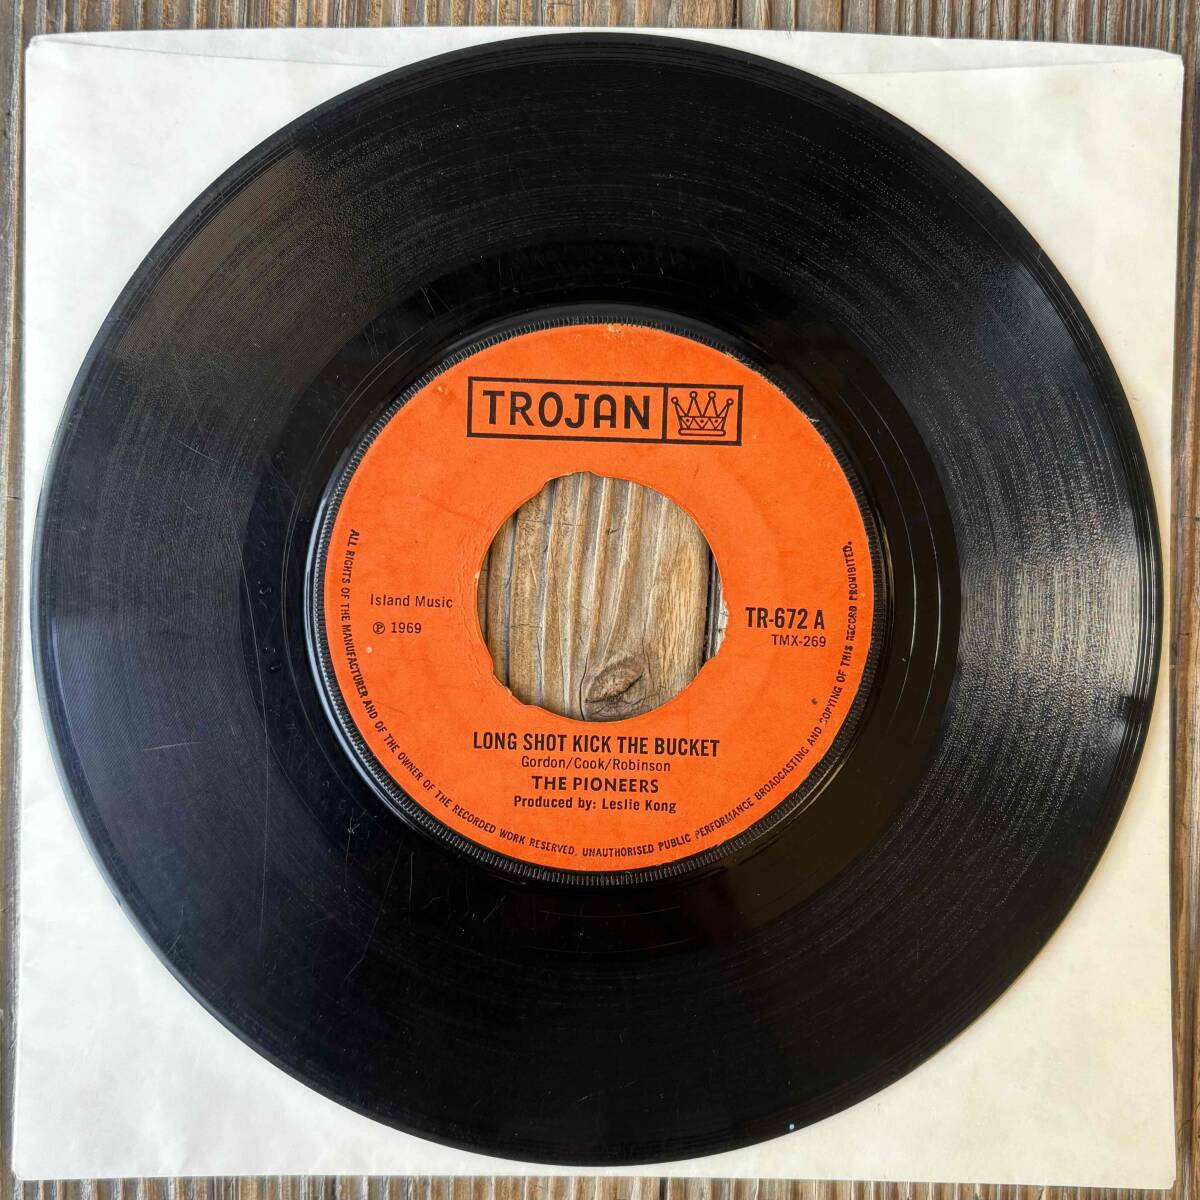 TROJAN
Island Music
Ⓟ 1969
TR-672 A
TMX-269
LONG SHOT KICK THE BUCKET
Gordon/Cook/Robinson
THE PIONEERS
Produced by: Leslie Kong
ALL RIGHTS OF THE MANUFACTURER AND OF THE OWNER OF THE RECORDED WORK RESERVED. UNAUTHORISED PUBLIC PERFORMANCE BROADCASTING AND COPYING OF THIS RECORD PROHIBITED.